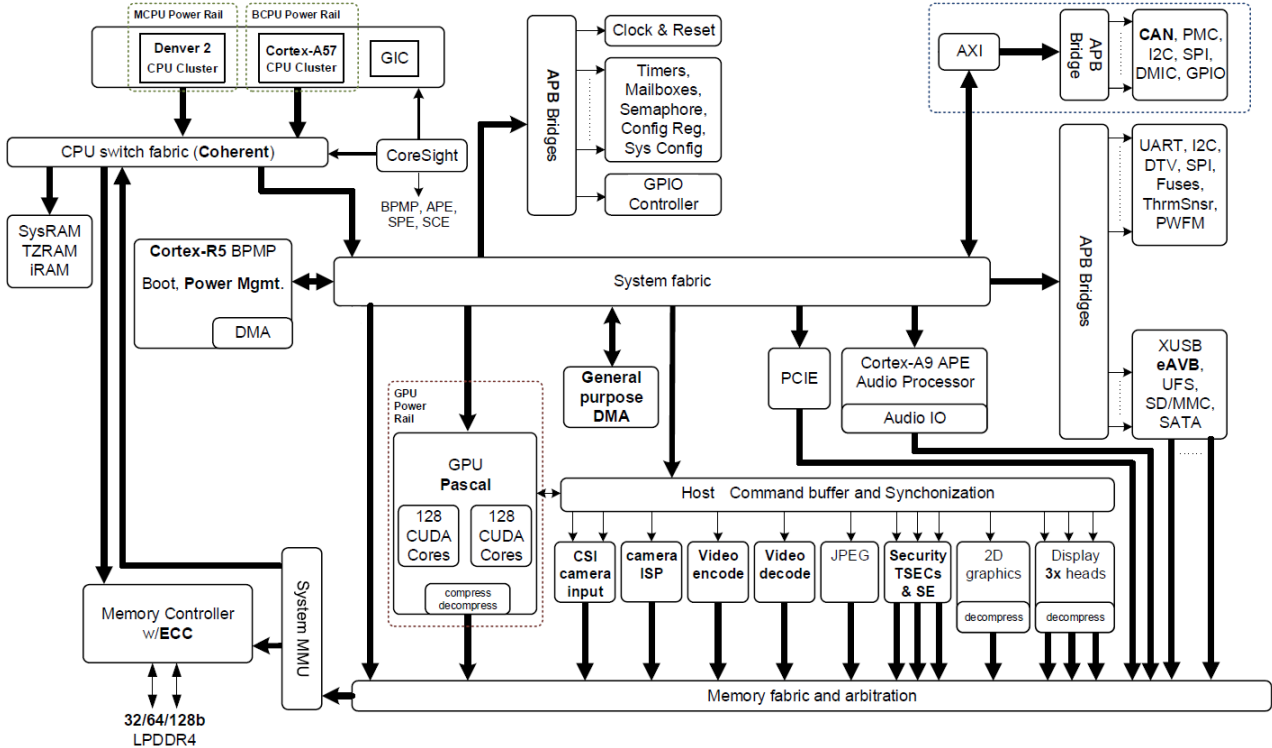 MCPU Power Rail
BCPU Power Rail
Denver 2
CPU Cluster
Cortex-A57
CPU Cluster
GIC
CPU switch fabric (Coherent)
CoreSight
BPMP, APE,
SPE, SCE
SysRAM
TZRAM
iRAM
Cortex-R5 BPMP
Boot, Power Mgmt.
DMA
APB Bridges
Clock & Reset
Timers,
Mailboxes,
Semaphore,
Config Reg,
Sys Config
GPIO
Controller
AXI
APB
Bridge
CAN, PMC,
I2C, SPI,
DMIC, GPIO
APB Bridges
UART, I2C,
DTV, SPI,
Fuses,
ThrmSnsr,
PWFM
XUSB
eAVB,
UFS,
SD/MMC,
SATA
.....
System fabric
GPU
Power
Rail
GPU
Pascal
128
CUDA
Cores
128
CUDA
Cores
compress
decompress
General
purpose
DMA
PCIE
Cortex-A9 APE
Audio Processor
Audio IO
Host Command buffer and Synchonization
CSI
camera
input
camera
ISP
Video
encode
Video
decode
JPEG
Security
TSECs
& SE
2D
graphics
decompress
Display
3x heads
decompress
Memory Controller
w/ECC
32/64/128b
LPDDR4
System MMU
Memory fabric and arbitration